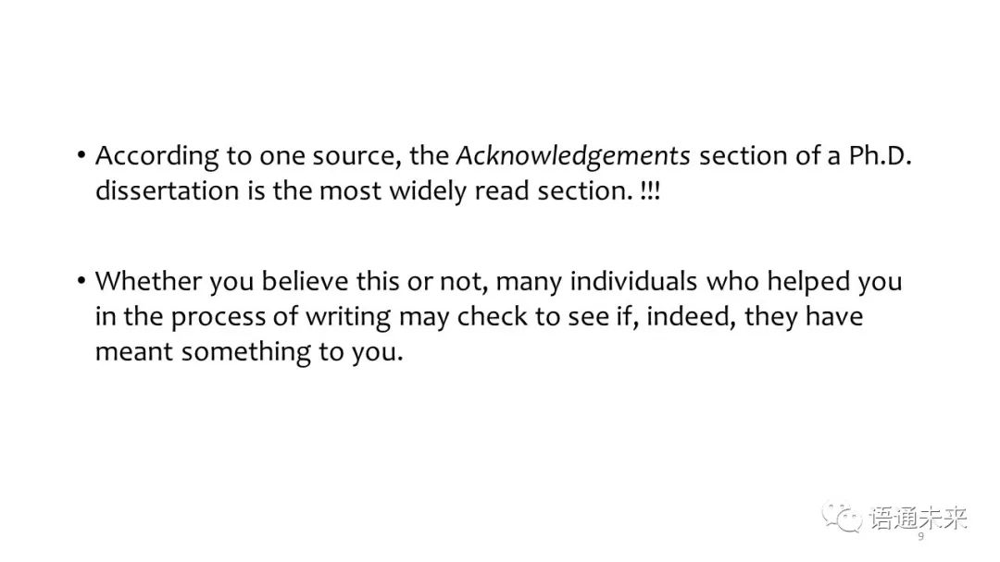 • According to one source, the Acknowledgements section of a Ph.D.
dissertation is the most widely read section. !!!
• Whether you believe this or not, many individuals who helped you
in the process of writing may check to see if, indeed, they have
meant something to you.
语通未来
9